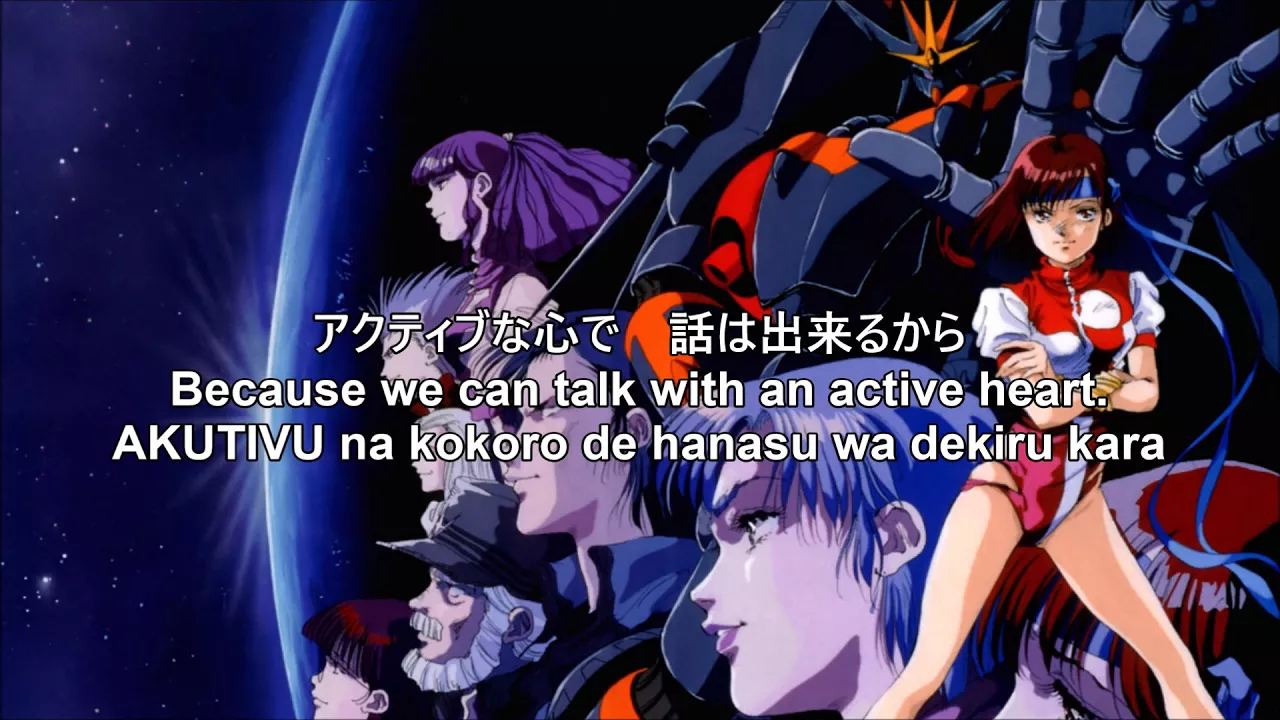 アクティブな心で　話は出来るから
Because we can talk with an active heart.
AKUTIVU na kokoro de hanasu wa dekiru kara